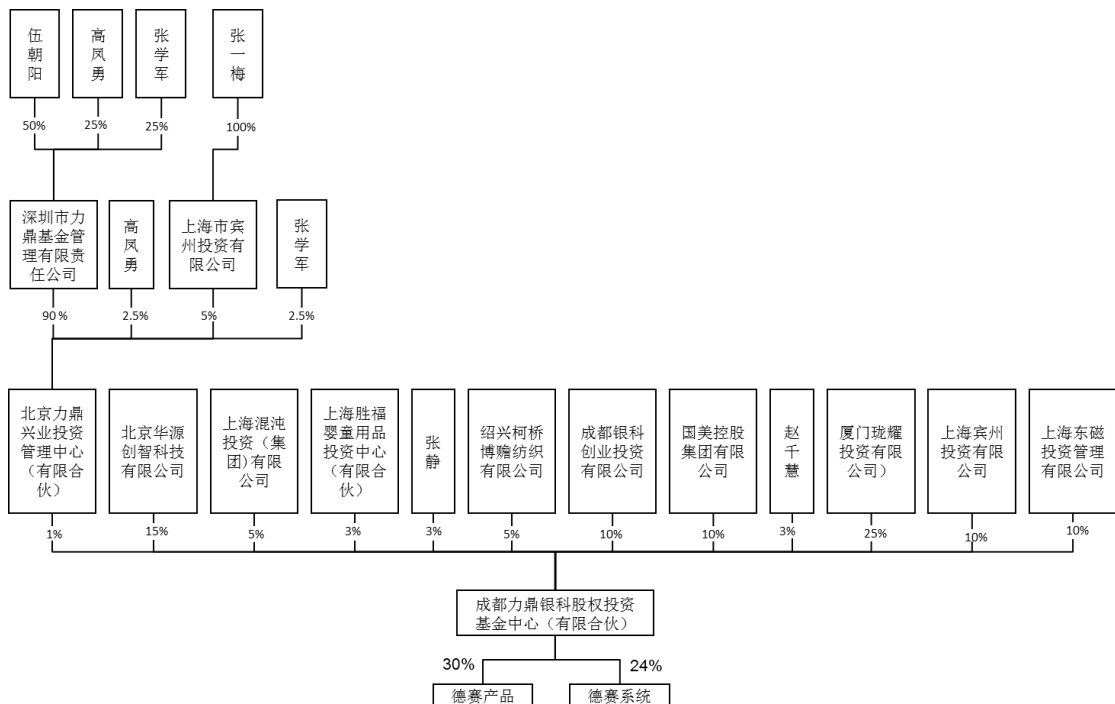 伍朝阳
高凤勇
张学军
张一梅
50%
25%
25%
100%
深圳市力
鼎基金管
理有限责
任公司
高凤勇
上海市宾
州投资有
限公司
张学军
90%
2.5%
5%
2.5%
北京力鼎
兴业投资
管理中心
（有限合
伙）
北京华源
创智科技
有限公司
上海混沌
投资（集
团)有限
公司
上海胜福
婴童用品
投资中心
（有限合
伙）
张静
绍兴柯桥
博赡纺织
有限公司
成都银科
创业投资
有限公司
国美控股
集团有限
公司
赵千慧
厦门珑耀
投资有限
公司）
上海宾州
投资有限
公司
上海东磁
投资管理
有限公司
1%
15%
5%
3%
3%
5%
10%
10%
3%
25%
10%
10%
成都力鼎银科股权投资
基金中心（有限合伙）
30%
24%
德赛产品
德赛系统